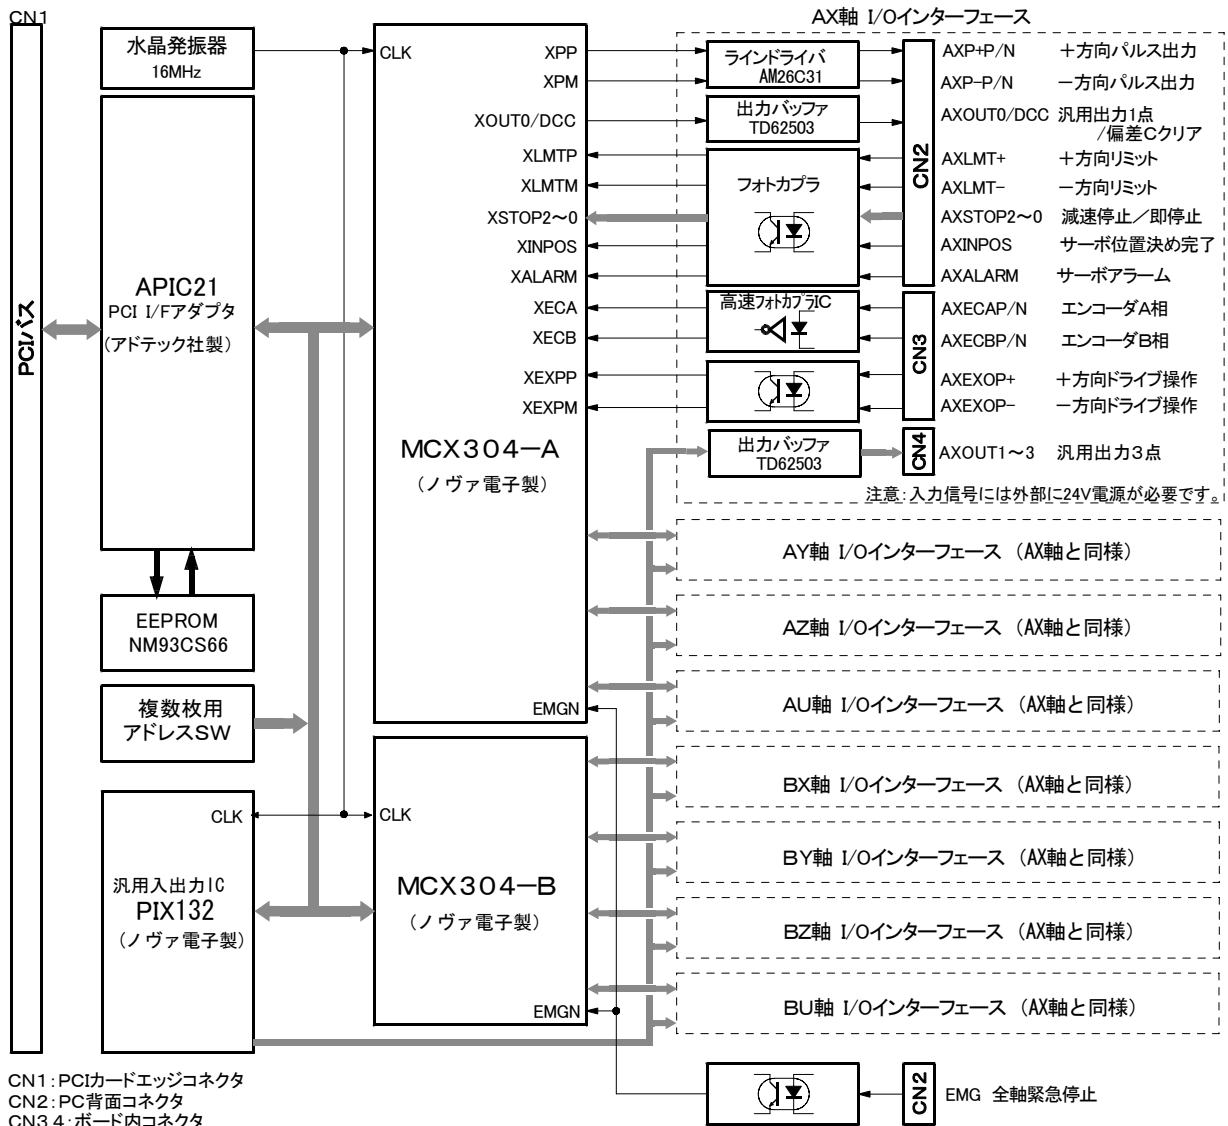 CN1
AX軸 I/Oインターフェース
PCIバス
水晶発振器
16MHz
APIC21
PCI I/Fアダプタ
(アドテック社製)
EEPROM
NM93CS66
複数枚用
アドレスSW
CLK
汎用入出力IC
PIX132
(ノヴァ電子製)
CLK
XPP
XPM
XOUT0/DCC
XLMTP
XLMTM
XSTOP2~0
XINPOS
XALARM
XECA
XECB
XEXPP
XEXPM
MCX304-A
(ノヴァ電子製)
EMGN
CLK
MCX304-B
(ノヴァ電子製)
EMGN
ラインドライバ
AM26C31
出力バッファ
TD62503
フォトカプラ
高速フォトカプラIC
出力バッファ
TD62503
CN2
CN3
CN4
AXP+P/N +方向パルス出力
AXP-P/N -方向パルス出力
AXOUT0/DCC 汎用出力1点
/偏差Cクリア
AXLMT+ +方向リミット
AXLMT- -方向リミット
AXSTOP2~0 減速停止/即停止
AXINPOS サーボ位置決め完了
AXALARM サーボアラーム
AXECAP/N エンコーダA相
AXECBP/N エンコーダB相
AXEXOP+ +方向ドライブ操作
AXEXOP- -方向ドライブ操作
AXOUT1~3 汎用出力3点
注意:入力信号には外部に24V電源が必要です。
AY軸 I/Oインターフェース (AX軸と同様)
AZ軸 I/Oインターフェース (AX軸と同様)
AU軸 I/Oインターフェース (AX軸と同様)
BX軸 I/Oインターフェース (AX軸と同様)
BY軸 I/Oインターフェース (AX軸と同様)
BZ軸 I/Oインターフェース (AX軸と同様)
BU軸 I/Oインターフェース (AX軸と同様)
CN2
EMG 全軸緊急停止
CN1:PCIカードエッジコネクタ
CN2:PC背面コネクタ
CN3,4:ボード内コネクタ